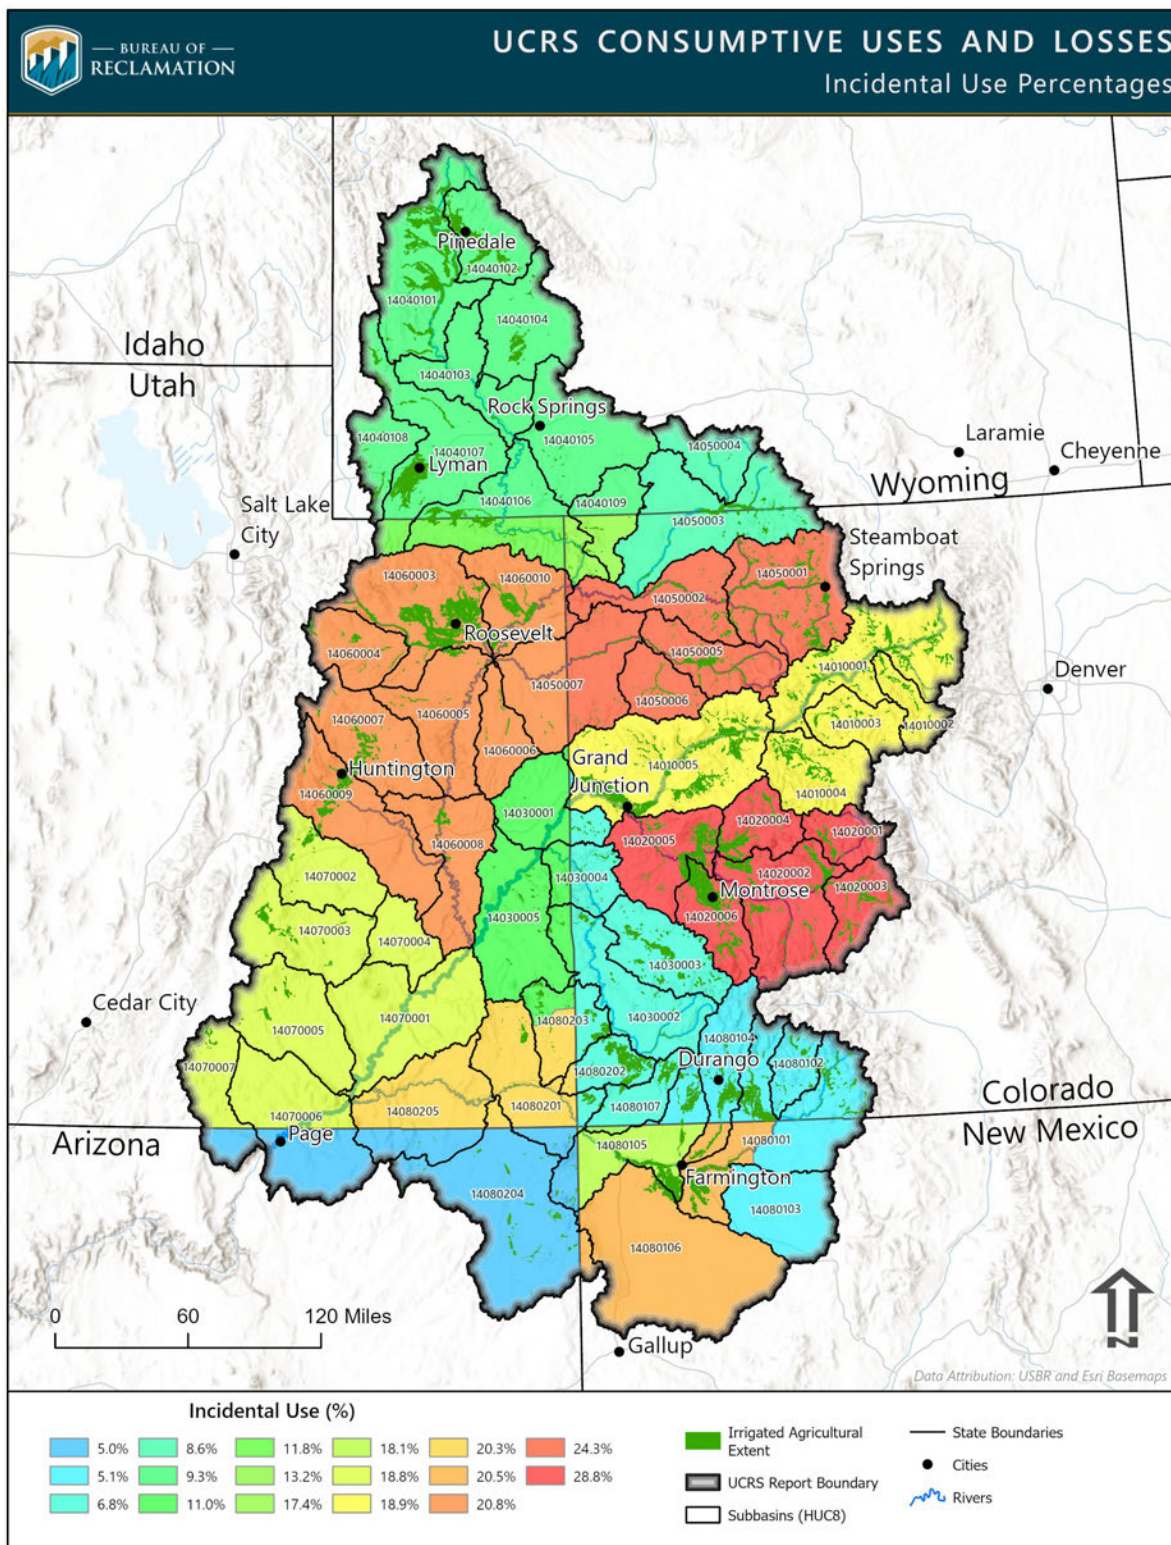 BUREAU OF
RECLAMATION
UCRS CONSUMPTIVE USES AND LOSSES
Incidental Use Percentages
Pinedale
14040102
14040101
14040104
Idaho
Utah
14040103
Rock Springs
14040105
14040108
14040107
Lyman
14050004
Laramie
Cheyenne
Wyoming
14040106
14040109
14050003
Salt Lake
City
Steamboat
Springs
14060003
14060010
14050001
14050002
Roosevelt
14060004
14050005
14010001
Denver
14050007
14050006
14060007
14060005
14010003
14010002
14060006
Grand
Junction
14010005
Huntington
14060009
14010004
14030001
14060008
14020005
14020004
14020001
14070002
14030004
14020002
14020003
Montrose
14030005
14020006
14070003
14070004
14030003
Cedar City
14070005
14070001
14080203
14030002
14080104
14070007
14080202
Durango
14080102
14080205
14080201
14080107
Colorado
New Mexico
14070006
Page
Arizona
14080105
14080101
Farmington
14080204
14080103
14080106
0 60 120 Miles
Gallup
N
Data Attribution: USBR and Esri Basemaps
Incidental Use (%)
5.0% 8.6% 11.8% 18.1% 20.3% 24.3%
5.1% 9.3% 13.2% 18.8% 20.5% 28.8%
6.8% 11.0% 17.4% 18.9% 20.8%
Irrigated Agricultural
Extent
UCRS Report Boundary
Subbasins (HUC8)
State Boundaries
Cities
Rivers